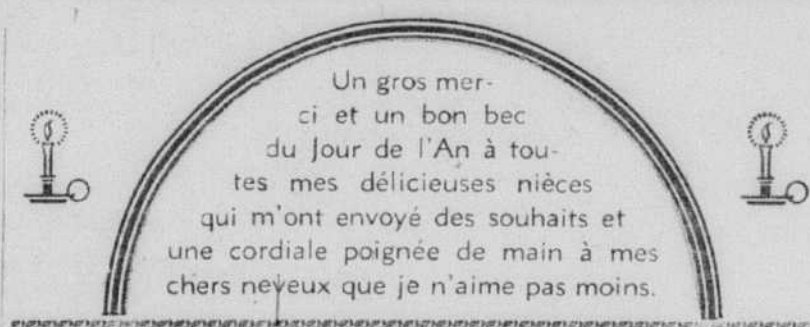 Un gros mer-
ci et un bon bec
du Jour de l'An à tou-
tes mes délicieuses nièces
qui m'ont envoyé des souhaits et
une cordiale poignée de main à mes
chers neveux que je n'aime pas moins.